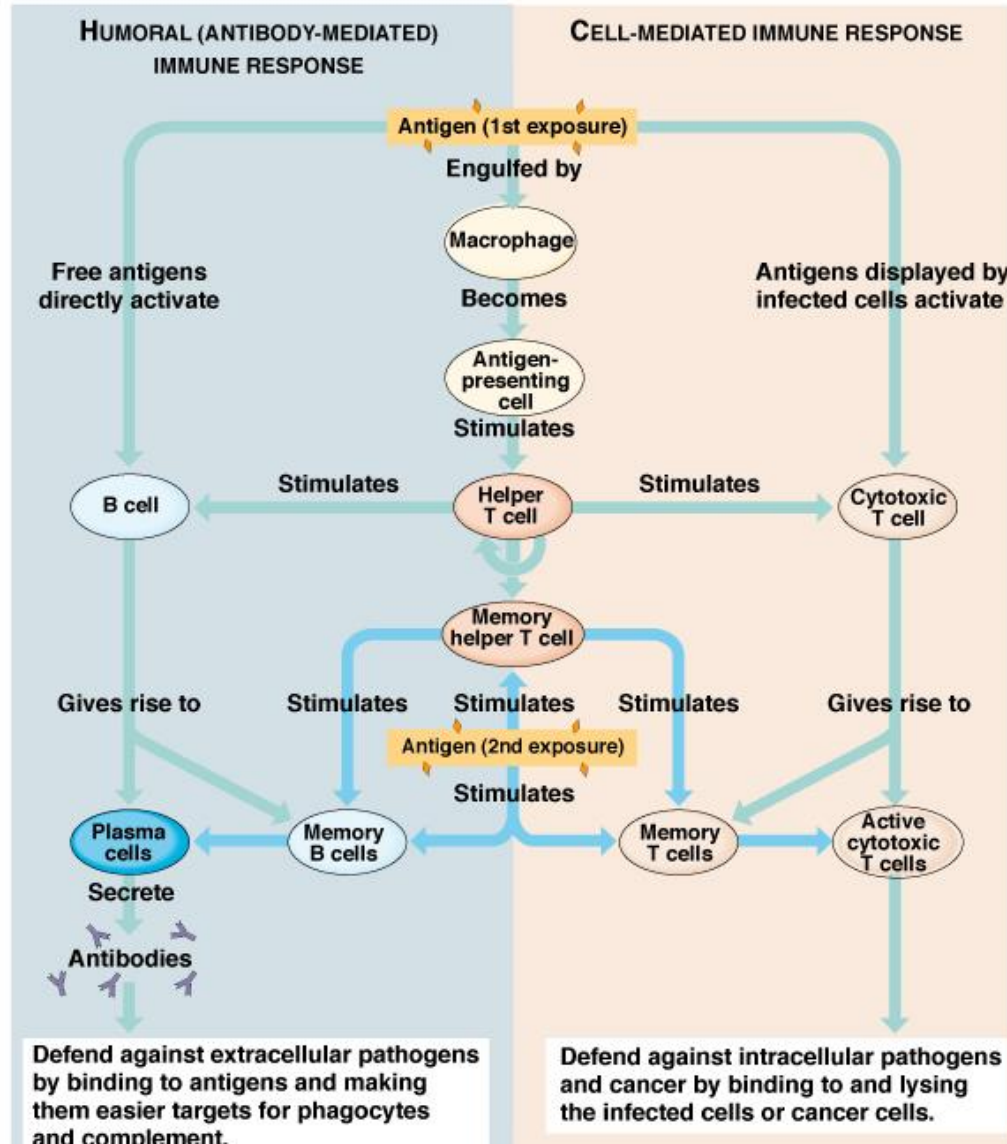 HUMORAL (ANTIBODY-MEDIATED)
IMMUNE RESPONSE
CELL-MEDIATED IMMUNE RESPONSE
Antigen (1st exposure)
Engulfed by
Macrophage
Free antigens
directly activate
Antigens displayed by
infected cells activate
Becomes
Antigen-
presenting
cell
Stimulates
B cell
Stimulates
Helper
T cell
Stimulates
Cytotoxic
T cell
Memory
helper T cell
Gives rise to
Stimulates
Stimulates
Stimulates
Gives rise to
Antigen (2nd exposure)
Stimulates
Plasma
cells
Memory
B cells
Memory
T cells
Active
cytotoxic
T cells
Secrete
Antibodies
Defend against extracellular pathogens
by binding to antigens and making
them easier targets for phagocytes
and complement.
Defend against intracellular pathogens
and cancer by binding to and lysing
the infected cells or cancer cells.